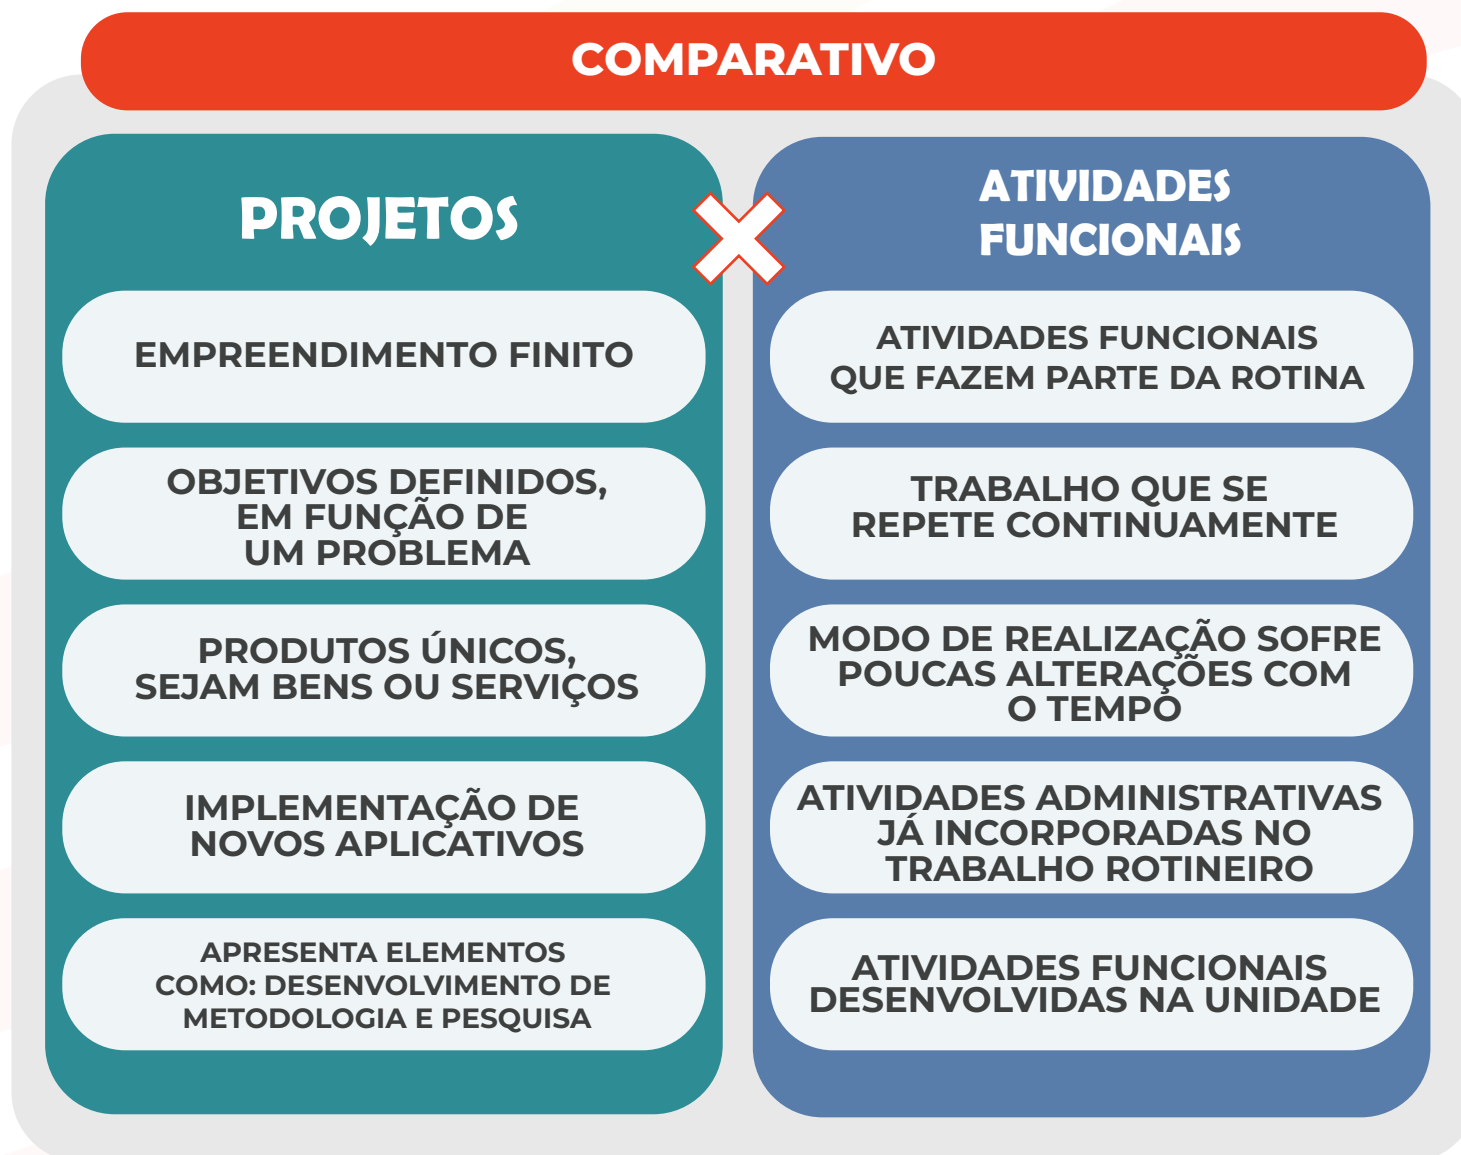 COMPARATIVO
PROJETOS
EMPREENDIMENTO FINITO
OBJETIVOS DEFINIDOS,
EM FUNÇÃO DE
UM PROBLEMA
PRODUTOS ÚNICOS,
SEJAM BENS OU SERVIÇOS
IMPLEMENTAÇÃO DE
NOVOS APLICATIVOS
APRESENTA ELEMENTOS
COMO: DESENVOLVIMENTO DE
METODOLOGIA E PESQUISA
ATIVIDADES
FUNCIONAIS
ATIVIDADES FUNCIONAIS
QUE FAZEM PARTE DA ROTINA
TRABALHO QUE SE
REPETE CONTINUAMENTE
MODO DE REALIZAÇÃO SOFRE
POUCAS ALTERAÇÕES COM
O TEMPO
ATIVIDADES ADMINISTRATIVAS
JÁ INCORPORADAS NO
TRABALHO ROTINEIRO
ATIVIDADES FUNCIONAIS
DESENVOLVIDAS NA UNIDADE